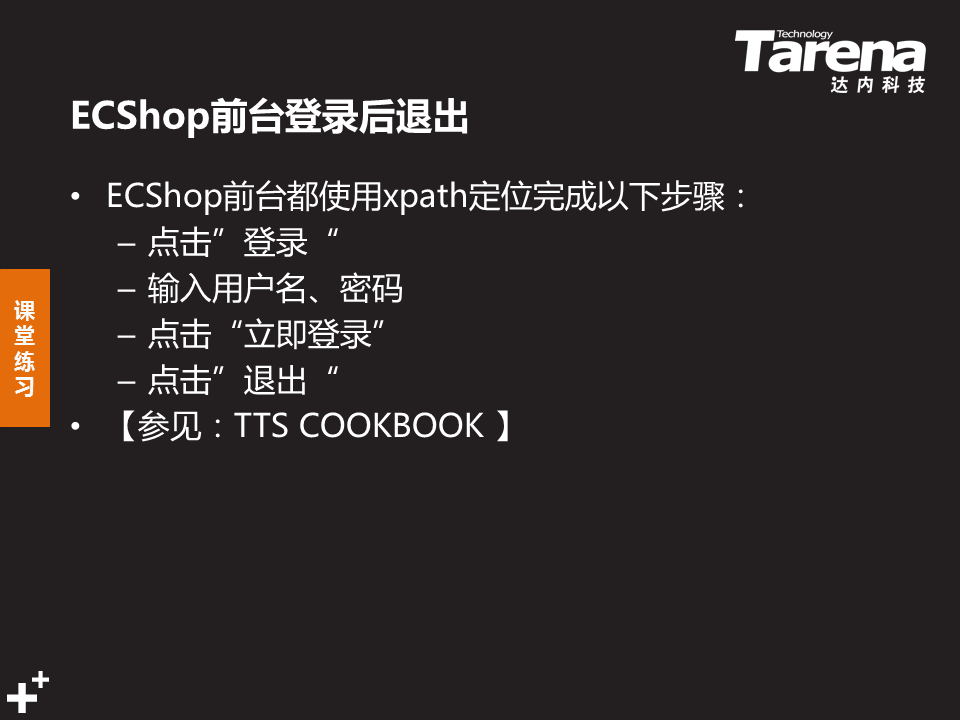 Technology
Tarena
达内科技
ECShop前台登录后退出
• ECShop前台都使用xpath定位完成以下步骤：
– 点击”登录“
– 输入用户名、密码
– 点击“立即登录”
– 点击”退出“
• 【参见：TTS COOKBOOK 】
课
堂
练
习